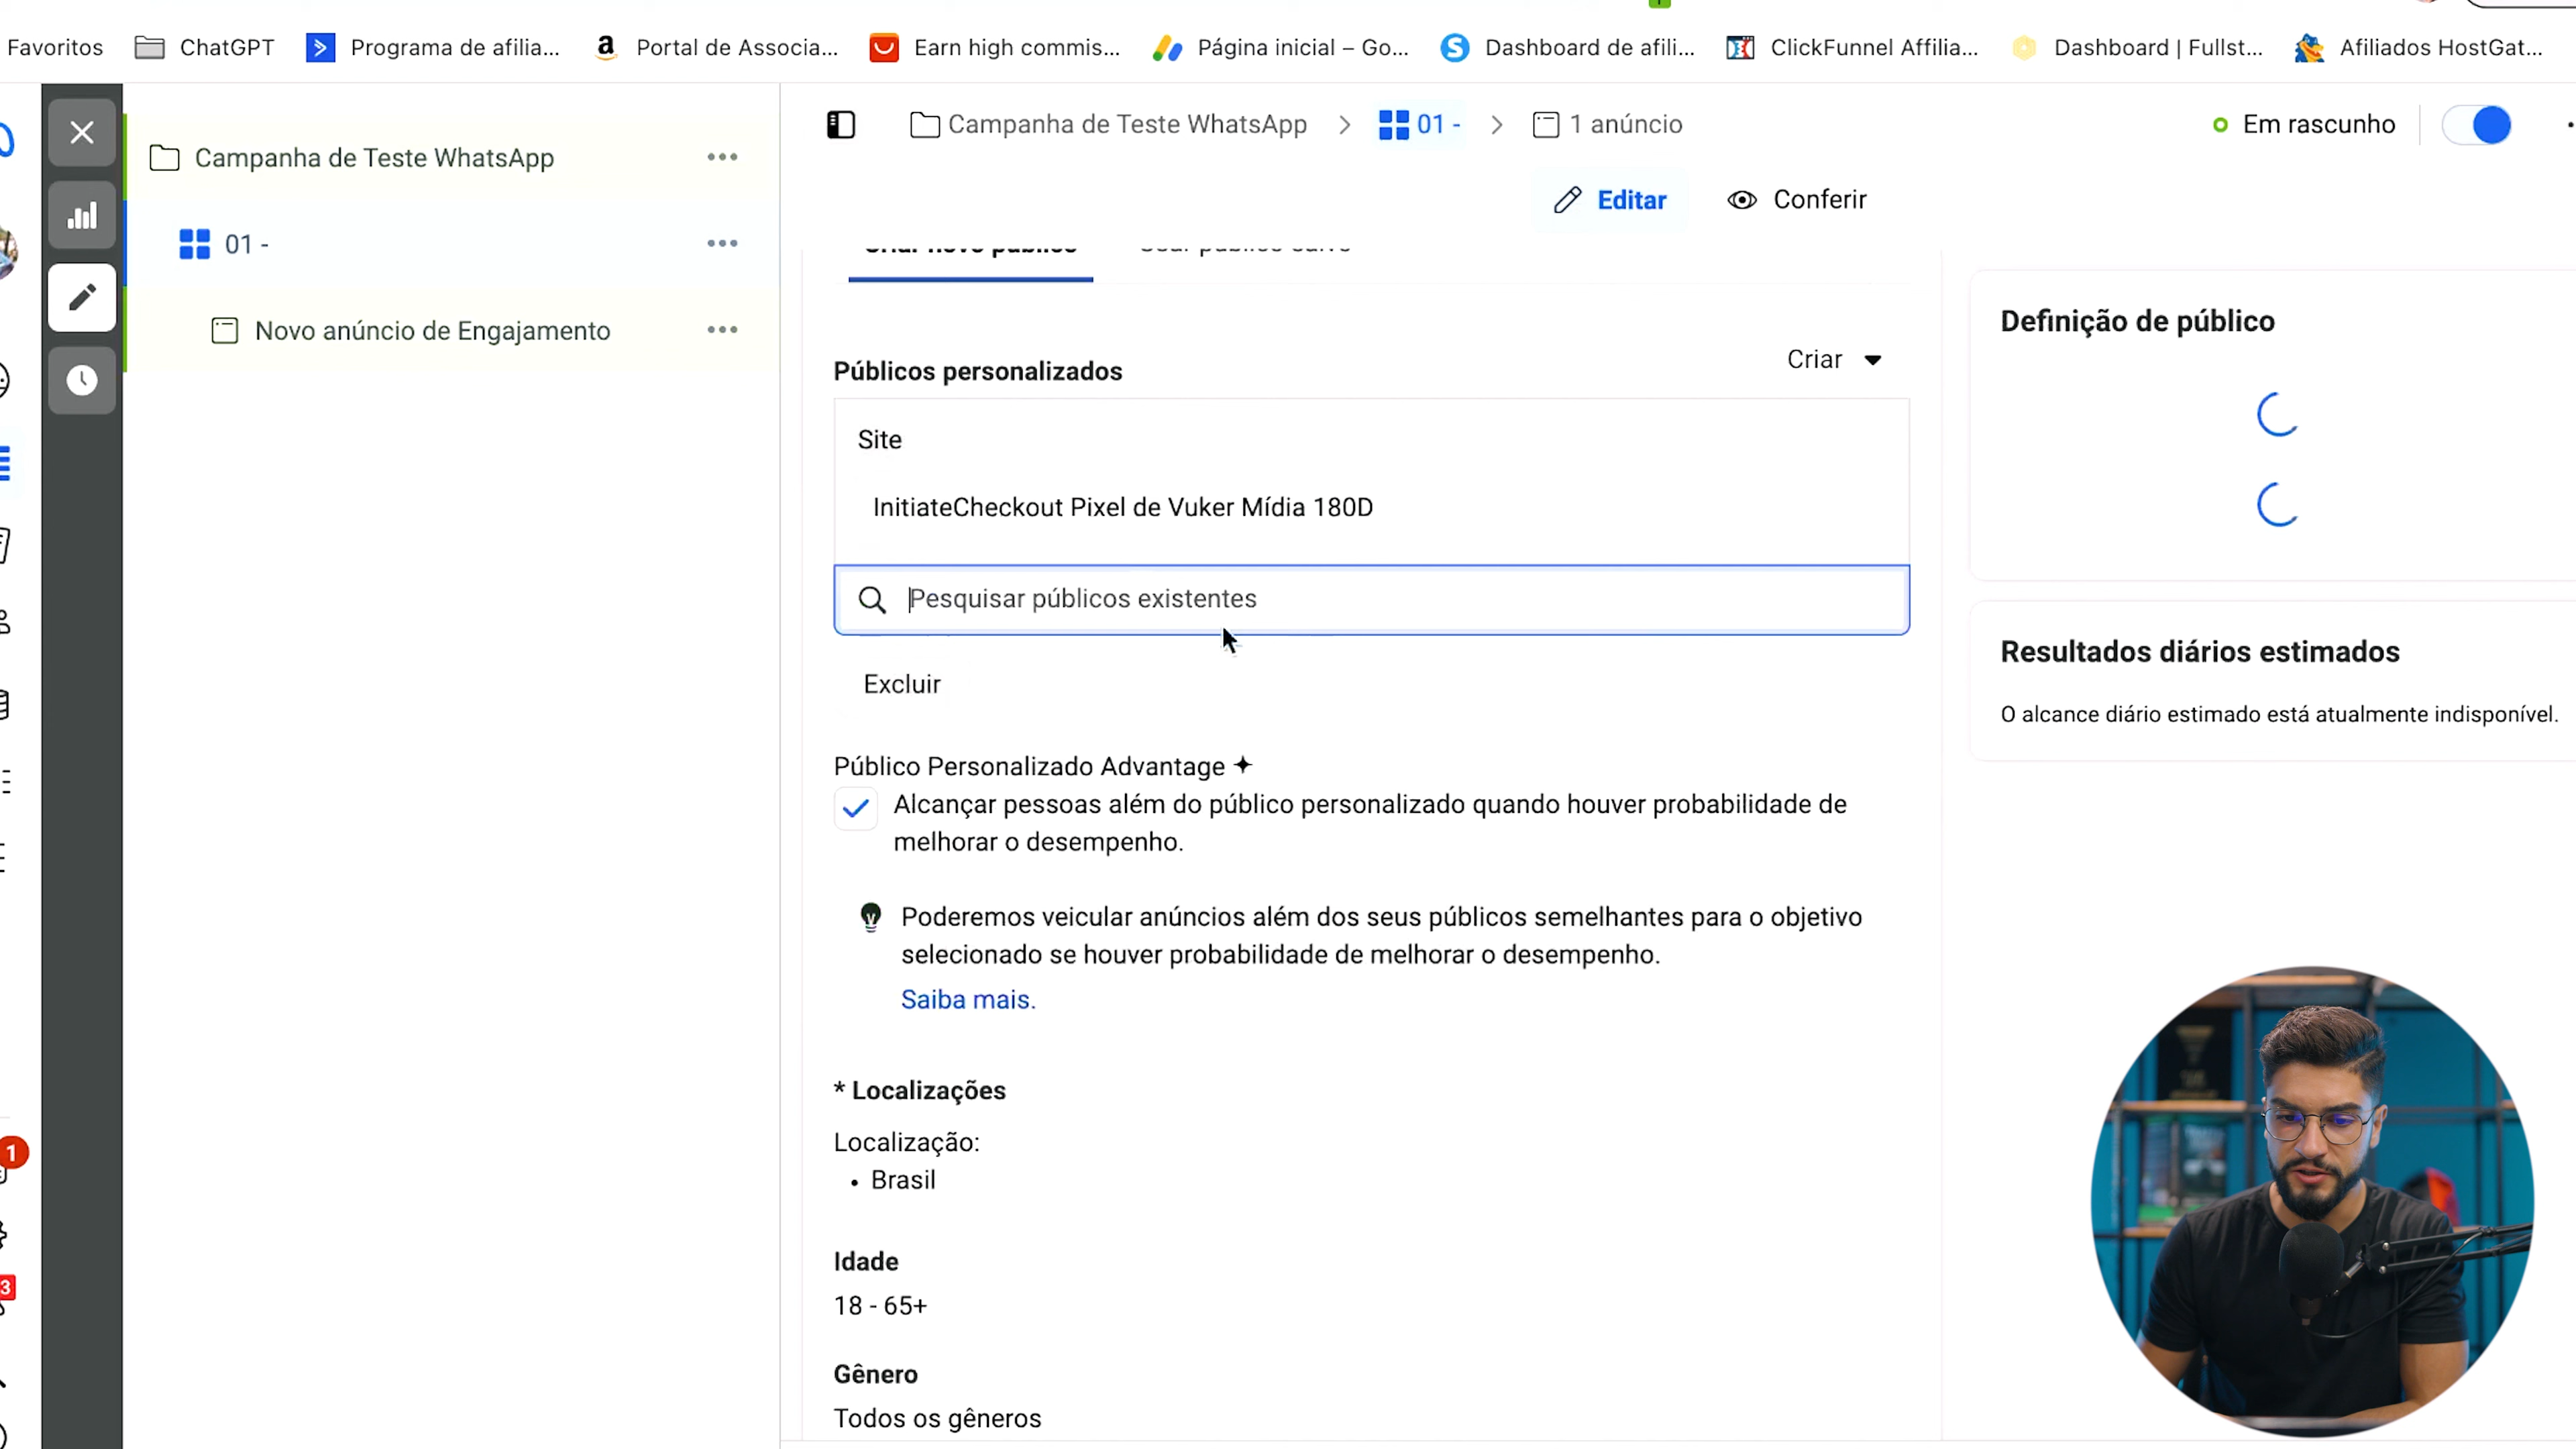 Favoritos
ChatGPT
Programa de afilia...
Portal de Associa...
Earn high commis...
Página inicial – Go...
Dashboard de afili...
ClickFunnel Affilia...
Dashboard | Fullst...
Afiliados HostGat...
Campanha de Teste WhatsApp
01 -
Novo anúncio de Engajamento
Campanha de Teste WhatsApp
01 -
1 anúncio
Em rascunho
Editar
Conferir
Criar novo público
Usar público salvo
Públicos personalizados
Criar
Site
InitiateCheckout Pixel de Vuker Mídia 180D
Pesquisar públicos existentes
Excluir
Público Personalizado Advantage
Alcançar pessoas além do público personalizado quando houver probabilidade de
melhorar o desempenho.
Poderemos veicular anúncios além dos seus públicos semelhantes para o objetivo
selecionado se houver probabilidade de melhorar o desempenho.
Saiba mais.
* Localizações
Localização:
• Brasil
Idade
18 - 65+
Gênero
Todos os gêneros
Definição de público
Resultados diários estimados
O alcance diário estimado está atualmente indisponível.
1
3